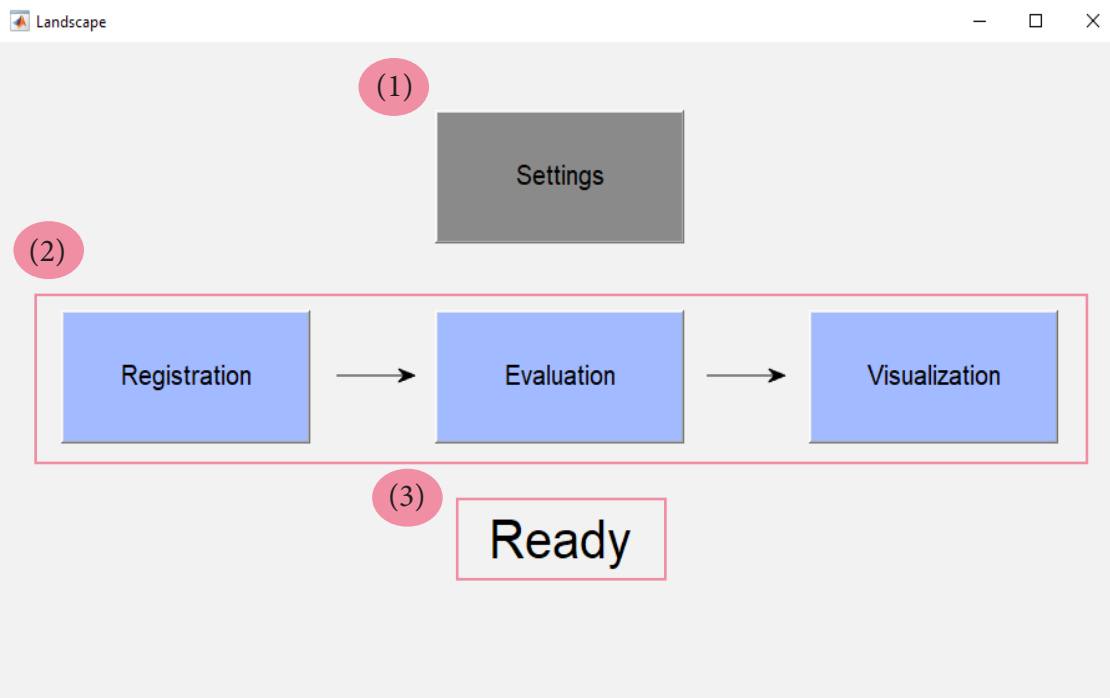 Landscape
(1)
Settings
(2)
Registration
Evaluation
Visualization
(3)
Ready